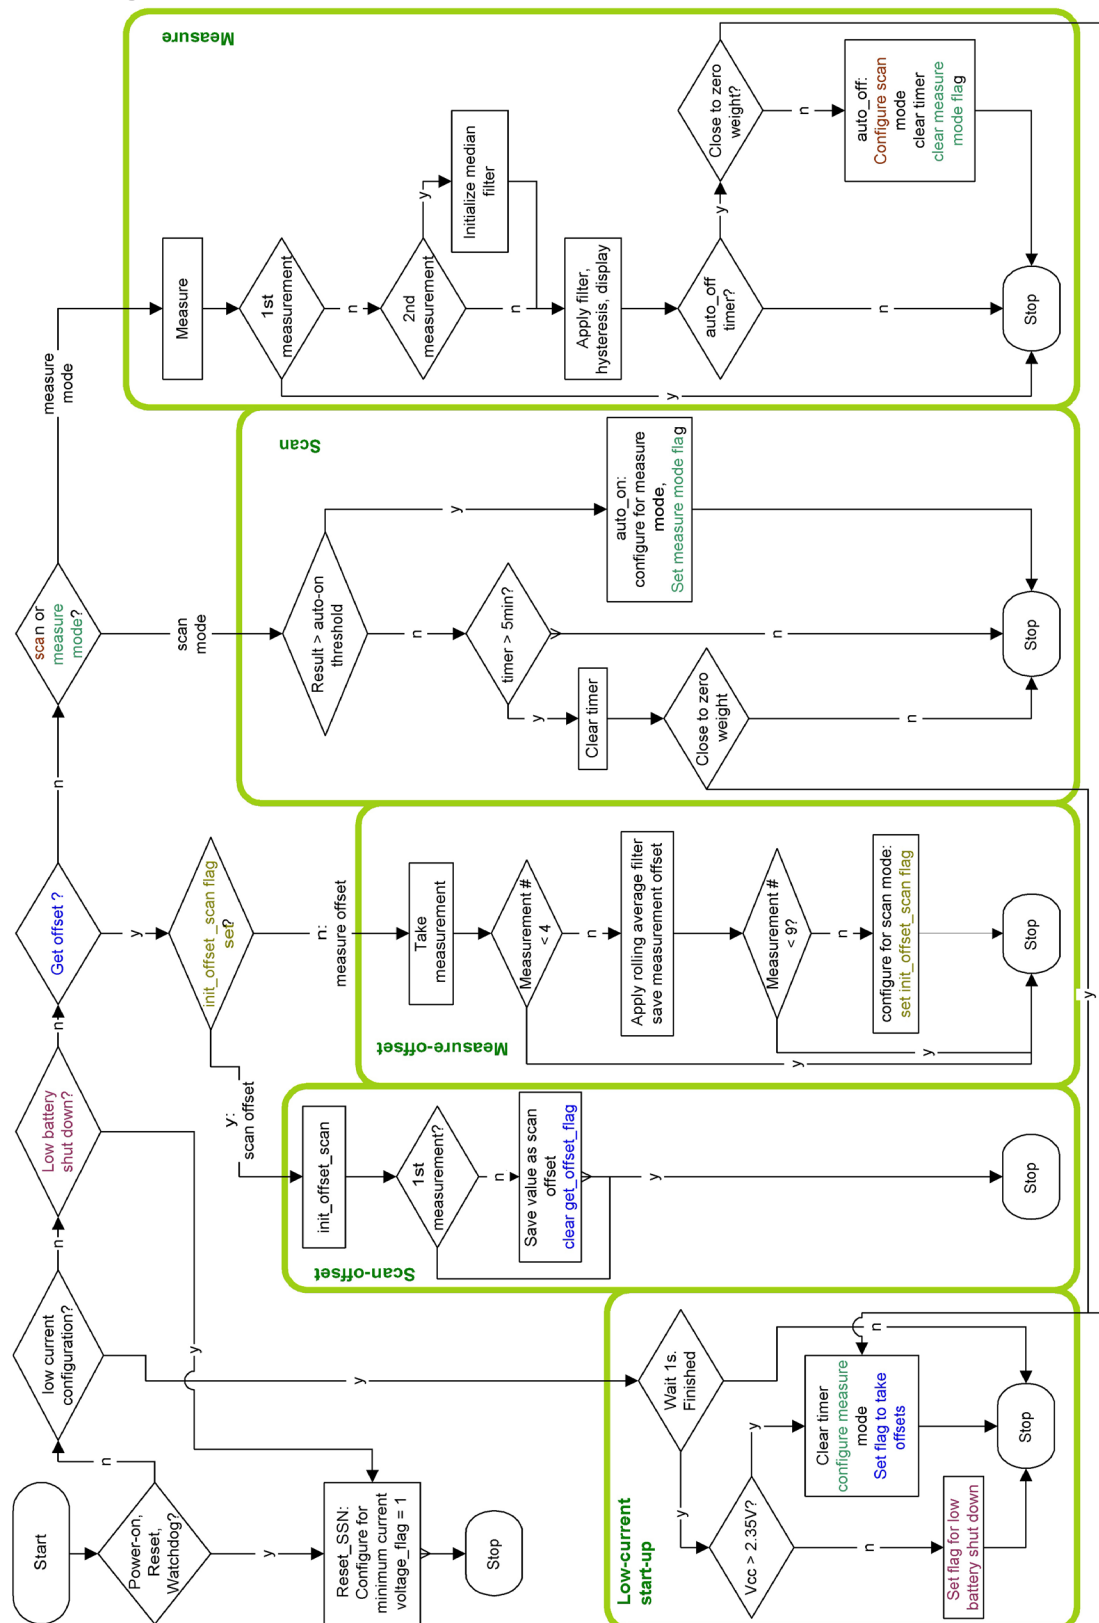 Start
Power-on,
Reset,
Watchdog?
n
y
Reset_SSN:
Configure for
minimum current
voltage_flag = 1
Stop
low current
configuration?
n
y
Low battery
shut down?
n
y
Get offset ?
n
y
init_offset_scan flag
set?
y:
scan offset
n:
measure offset
scan or
measure
mode?
scan
mode
measure
mode
Low-current
start-up
Wait 1s.
Finished
n
y
Vcc > 2.35V?
y
n
Clear timer
configure measure
mode
Set flag to take
offsets
Set flag for low
battery shut down
Stop
Scan-offset
init_offset_scan
1st
measurement?
n
Save value as scan
offset
clear get_offset_flag
y
Stop
Measure-offset
Take
measurement
Measurement #
< 4
n
y
Apply rolling average filter
save measurement offset
Measurement #
< 9?
n
y
configure for scan mode:
set init_offset_scan flag
Stop
Scan
Result > auto-on
threshold
y
n
auto_on:
configure for measure
mode,
Set measure mode flag
timer > 5min?
y
n
Clear timer
Close to zero
weight
n
y
Stop
Measure
Measure
1st
measurement
n
y
2nd
measurement
y
n
Initialize median
filter
Apply filter,
hysteresis, display
auto_off
timer?
y
n
Close to zero
weight?
n
auto_off:
Configure scan
mode
clear timer
clear measure
mode flag
Stop